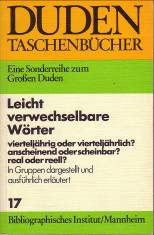 DUDEN
TASCHENBÜCHER
Eine Sonderreihe zum
Großen Duden
Leicht
verwechselbare
Wörter
vierteljährig oder vierteljährlich?
anscheinend oder scheinbar?
real oder reell?
In Gruppen dargestellt und
ausführlich erläutert
17
Bibliographisches Institut/Mannheim